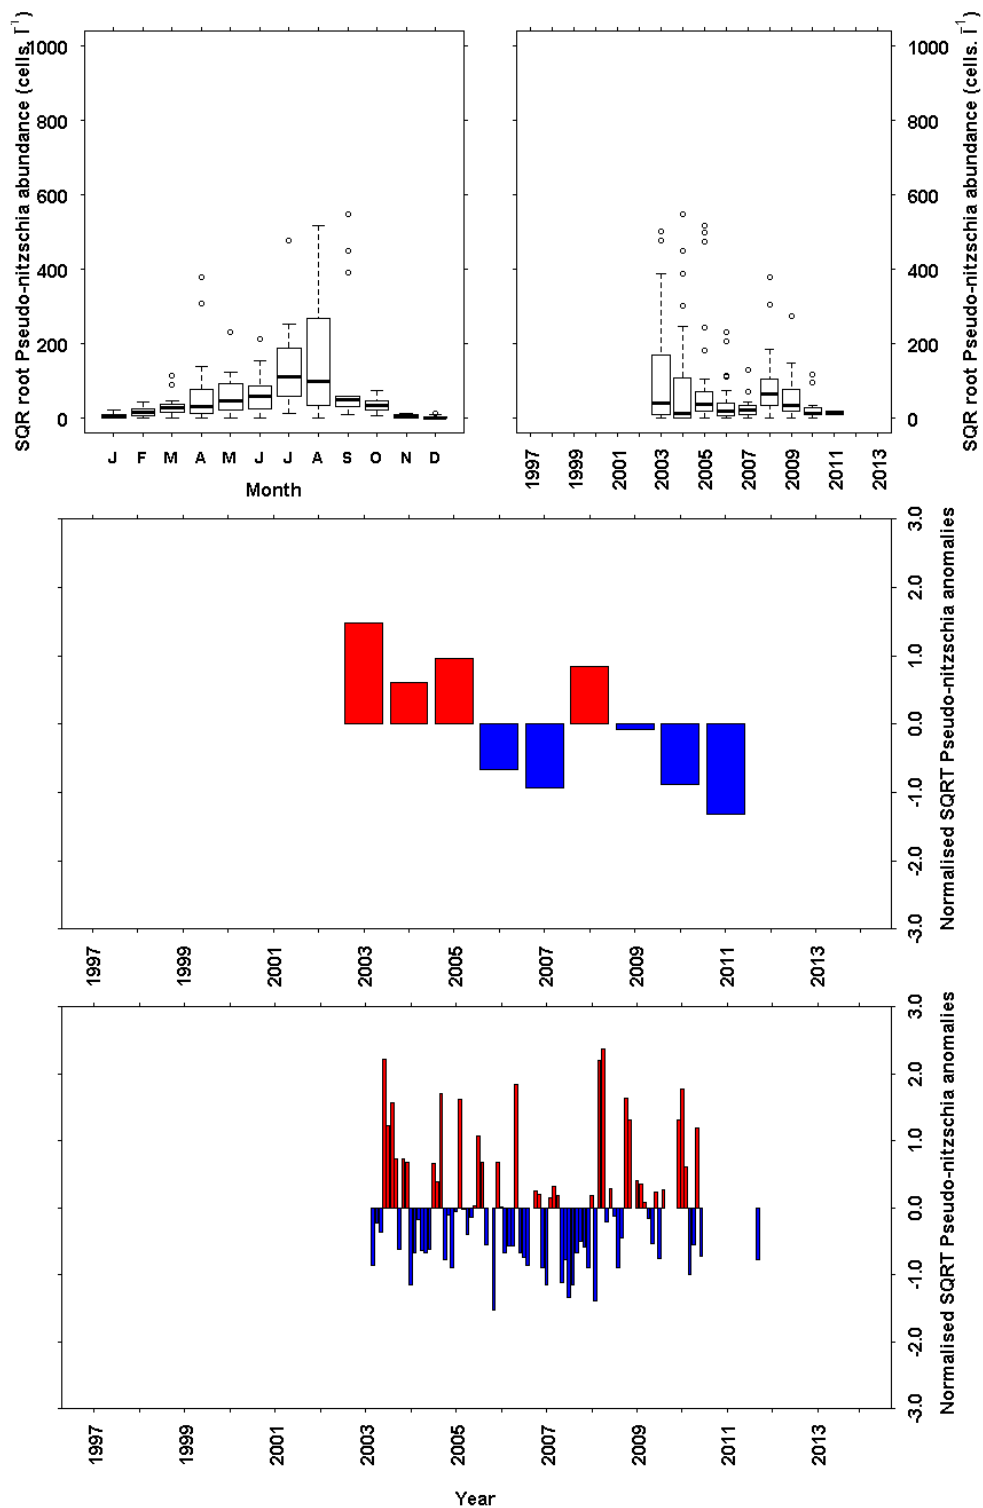 SQR root Pseudo-nitzschia abundance (cells. l⁻¹)
1000
800
600
400
200
0
J F M A M J J A S O N D
Month
1000
800
600
400
200
0
SQR root Pseudo-nitzschia abundance (cells. l⁻¹)
1997 1999 2001 2003 2005 2007 2009 2011 2013
3.0
2.0
1.0
0.0
-1.0
-2.0
-3.0
Normalised SQRT Pseudo-nitzschia anomalies
1997 1999 2001 2003 2005 2007 2009 2011 2013
3.0
2.0
1.0
0.0
-1.0
-2.0
-3.0
Normalised SQRT Pseudo-nitzschia anomalies
1997 1999 2001 2003 2005 2007 2009 2011 2013
Year